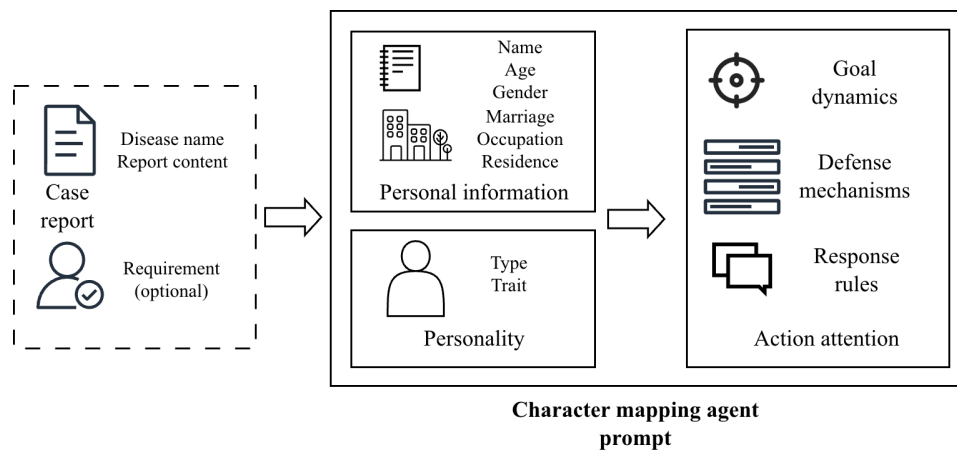 Disease name
Report content
Case
report
Requirement
(optional)
Name
Age
Gender
Marriage
Occupation
Residence
Personal information
Type
Trait
Personality
Goal
dynamics
Defense
mechanisms
Response
rules
Action attention
Character mapping agent
prompt